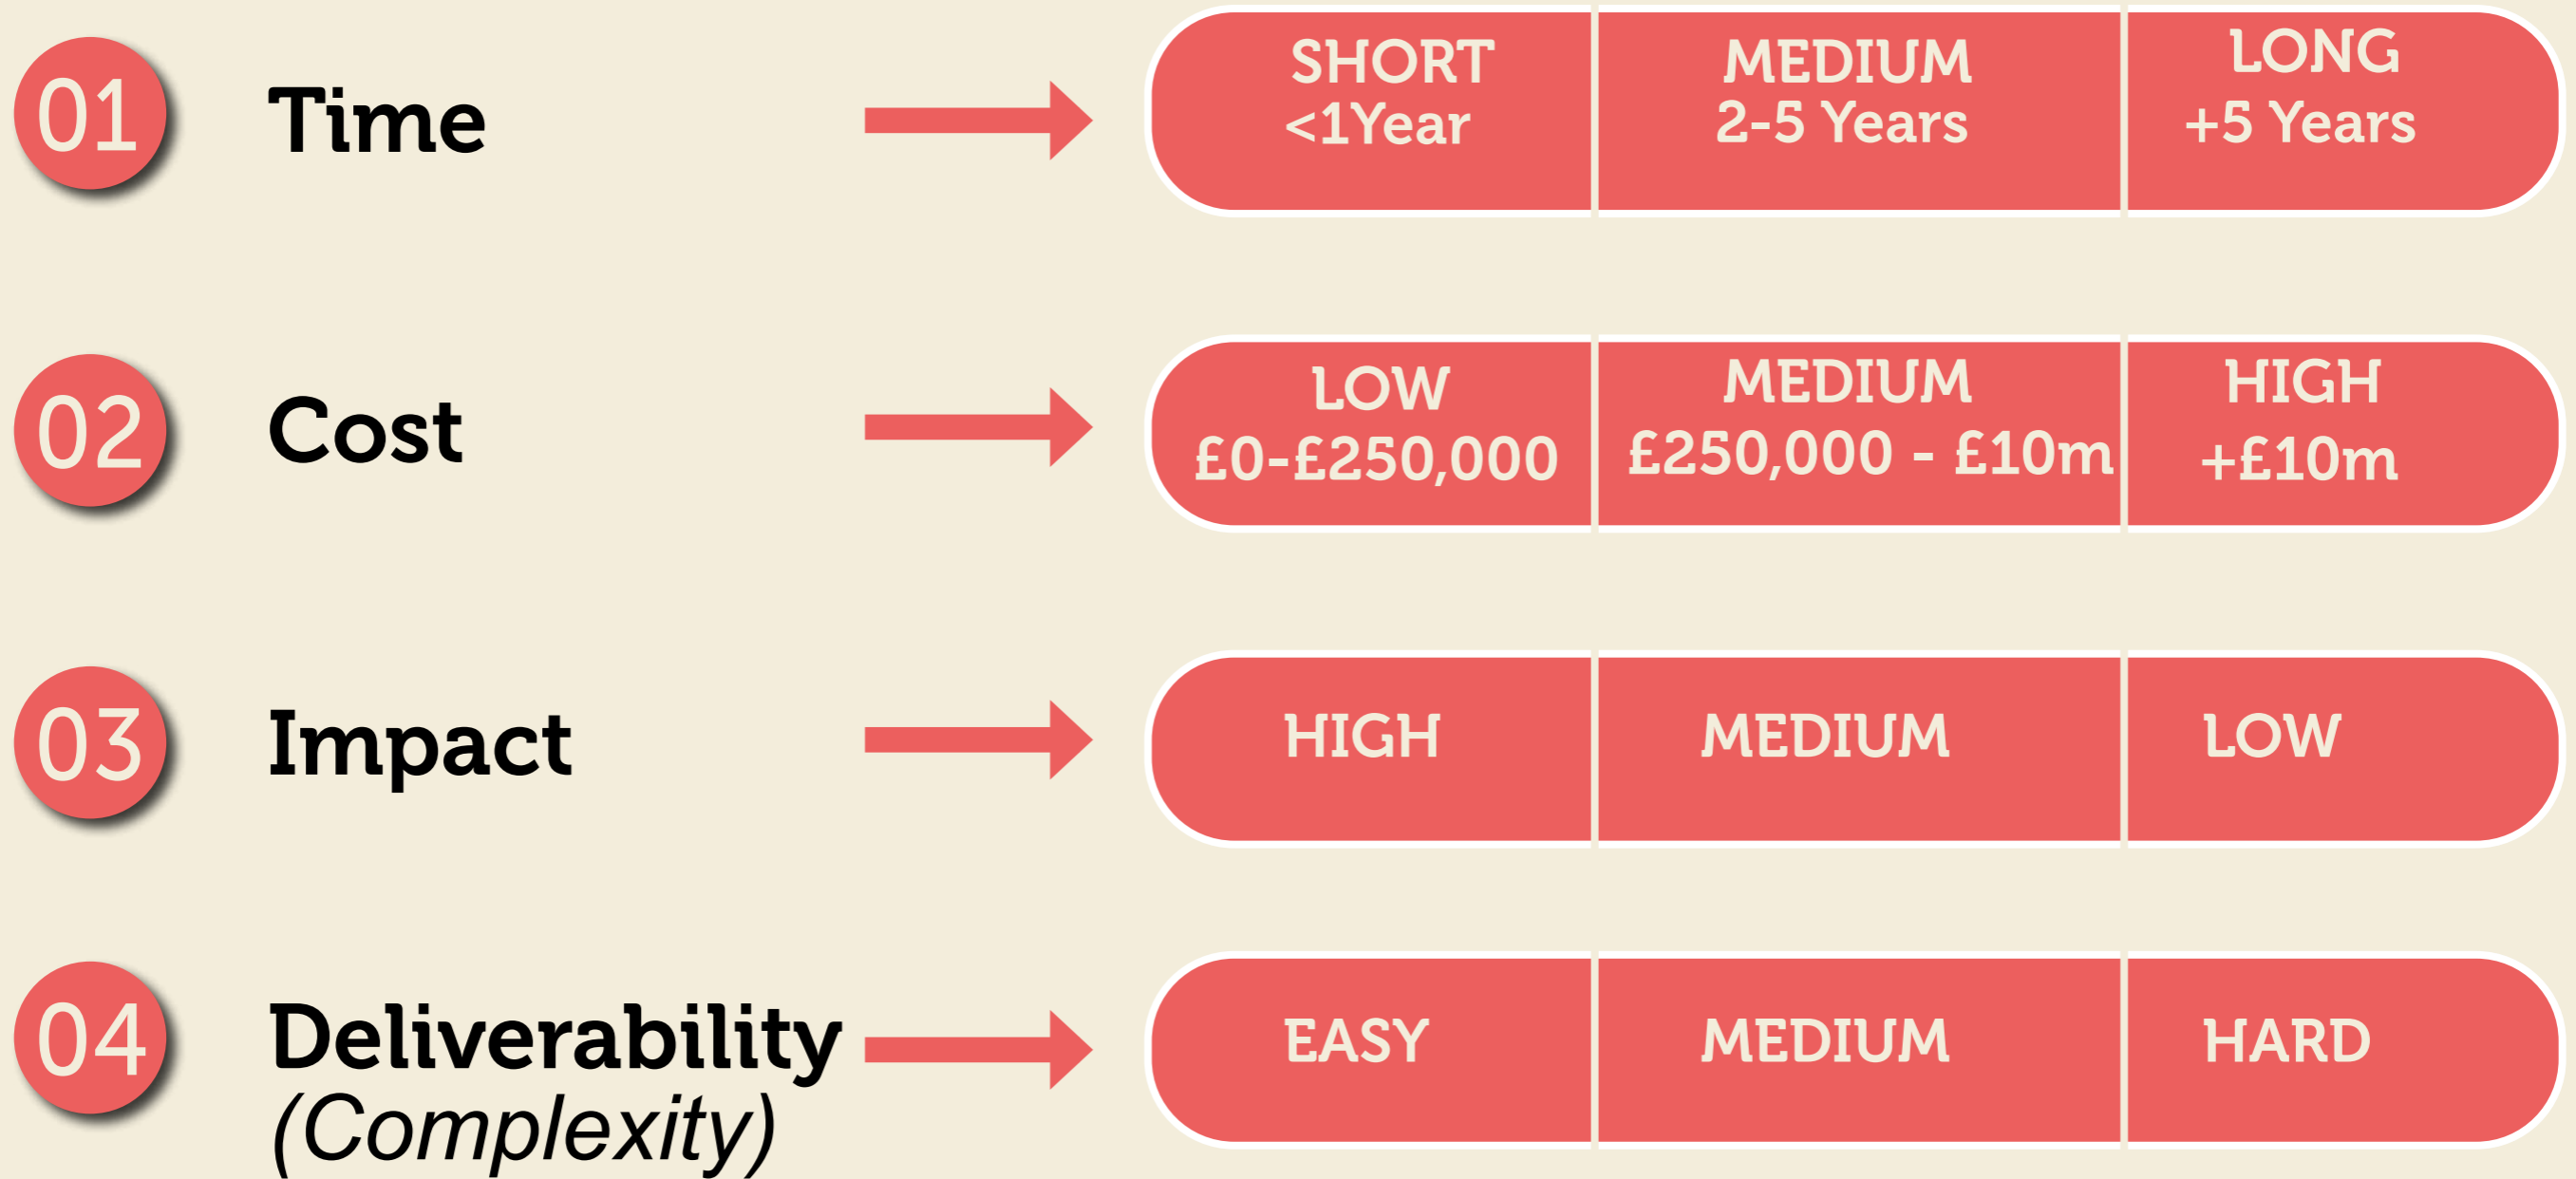 01
Time
SHORT
<1Year
MEDIUM
2-5 Years
LONG
+5 Years
02
Cost
LOW
£0-£250,000
MEDIUM
£250,000 - £10m
HIGH
+£10m
03
Impact
HIGH
MEDIUM
LOW
04
Deliverability
(Complexity)
EASY
MEDIUM
HARD